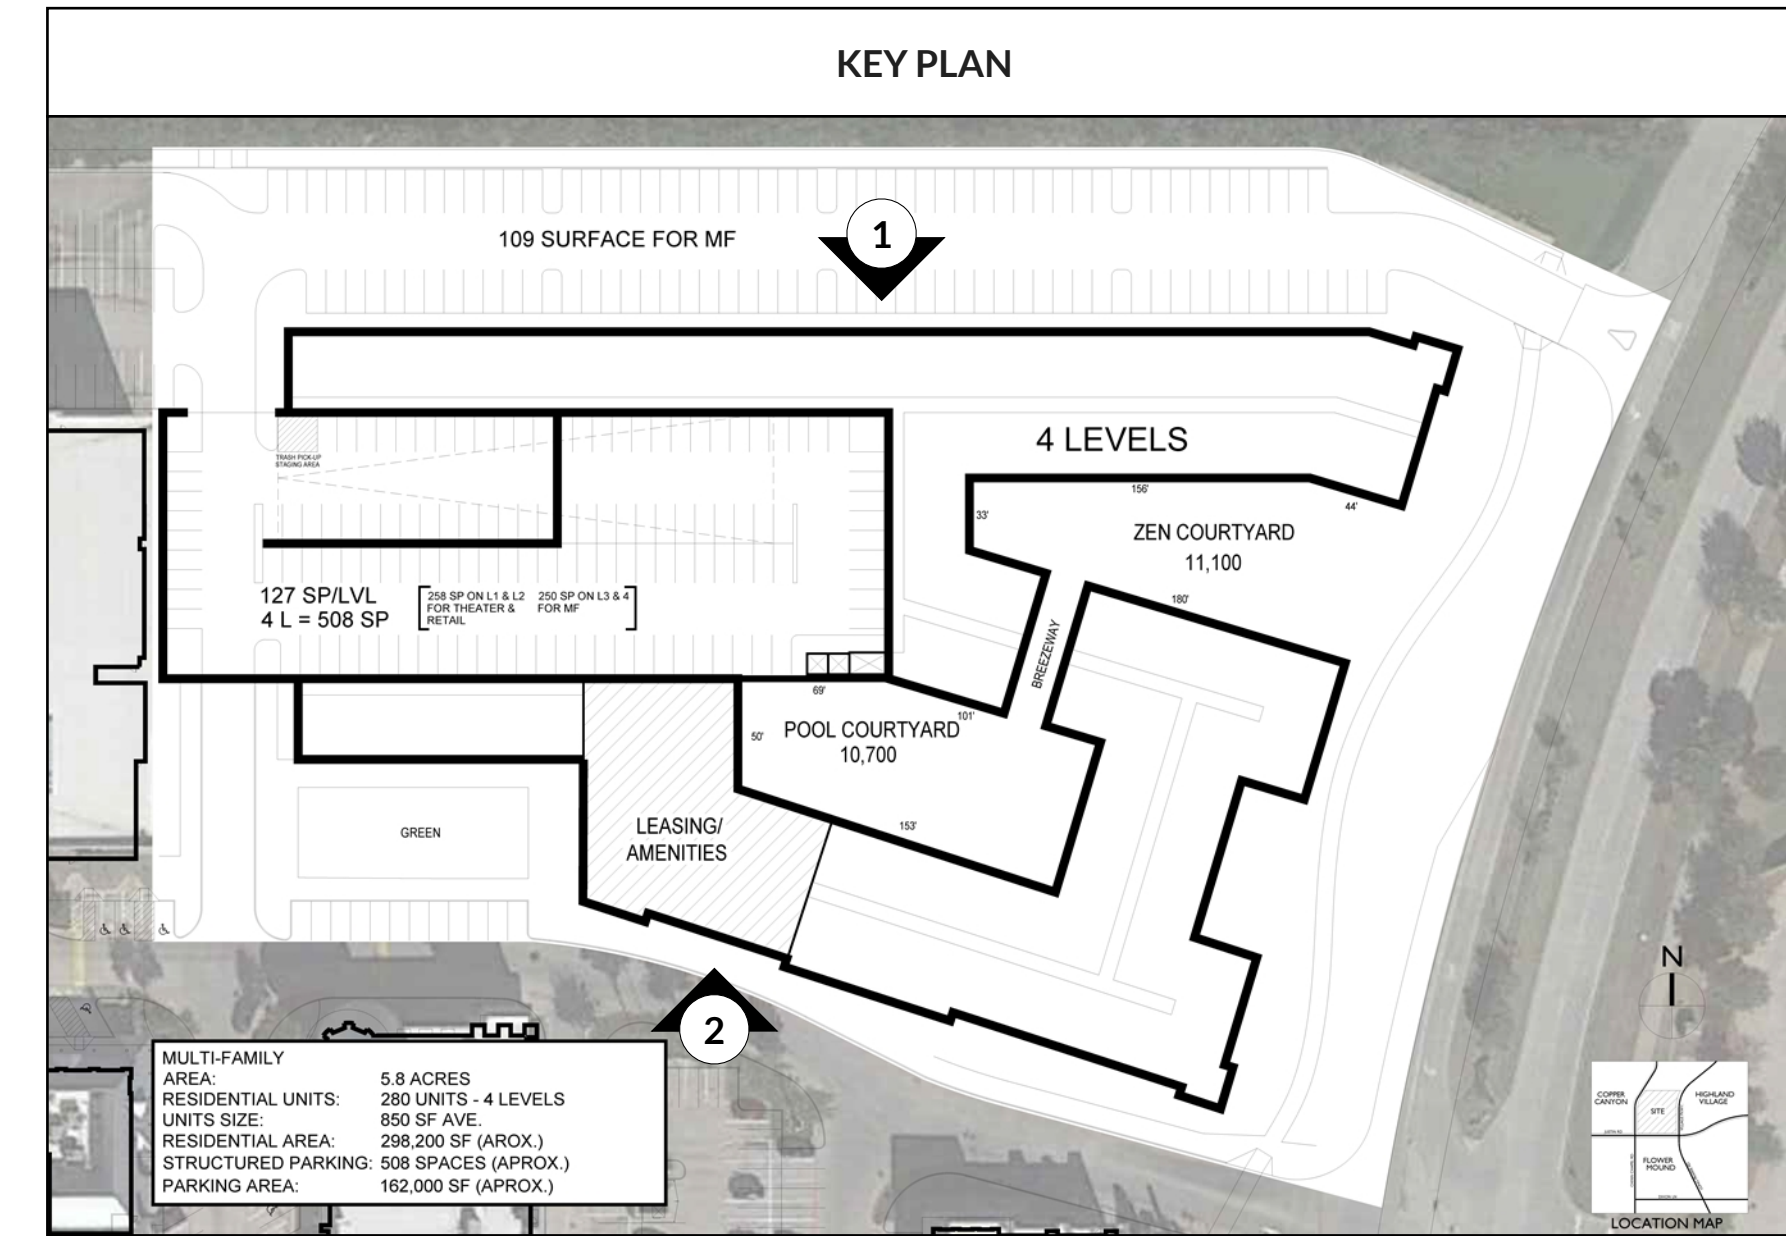 KEY PLAN
109 SURFACE FOR MF
1
4 LEVELS
TRASH PICK-UP
STAGING AREA
156'
33'
44'
ZEN COURTYARD
11,100
127 SP/LVL
4 L = 508 SP
258 SP ON L1 & L2
FOR THEATER &
RETAIL
250 SP ON L3 & 4
FOR MF
180'
BREEZEWAY
69'
101'
50'
POOL COURTYARD
10,700
153'
GREEN
LEASING/
AMENITIES
2
N
MULTI-FAMILY
AREA: 5.8 ACRES
RESIDENTIAL UNITS: 280 UNITS - 4 LEVELS
UNITS SIZE: 850 SF AVE.
RESIDENTIAL AREA: 298,200 SF (AROX.)
STRUCTURED PARKING: 508 SPACES (APROX.)
PARKING AREA: 162,000 SF (APROX.)
COPPER
CANYON
HIGHLAND
VILLAGE
SITE
FLOWER
MOUND
LOCATION MAP